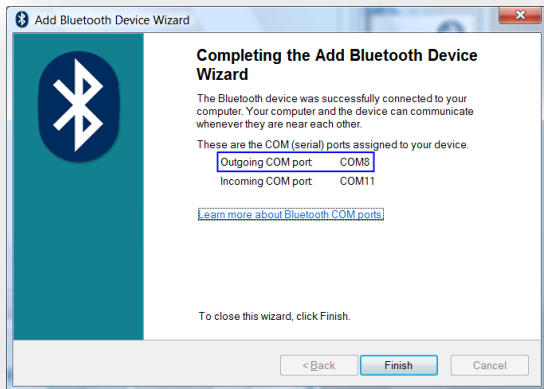 Add Bluetooth Device Wizard
Completing the Add Bluetooth Device
Wizard
The Bluetooth device was successfully connected to your
computer. Your computer and the device can communicate
whenever they are near each other.
These are the COM (serial) ports assigned to your device.
Outgoing COM port: COM8
Incoming COM port: COM11
Learn more about Bluetooth COM ports.
To close this wizard, click Finish.
< Back Finish Cancel